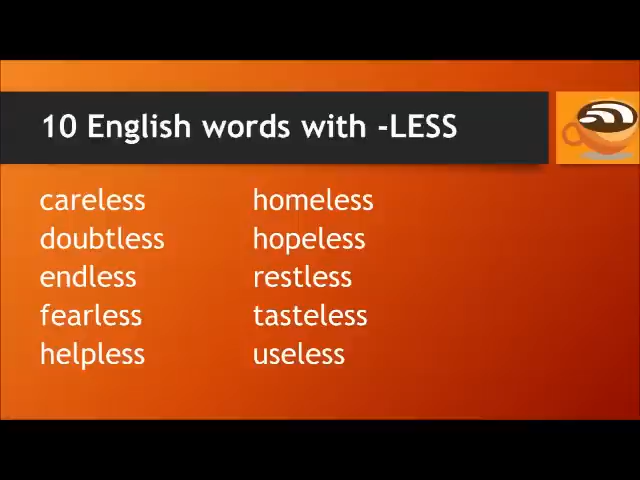 10 English words with -LESS
careless
doubtless
endless
fearless
helpless
homeless
hopeless
restless
tasteless
useless